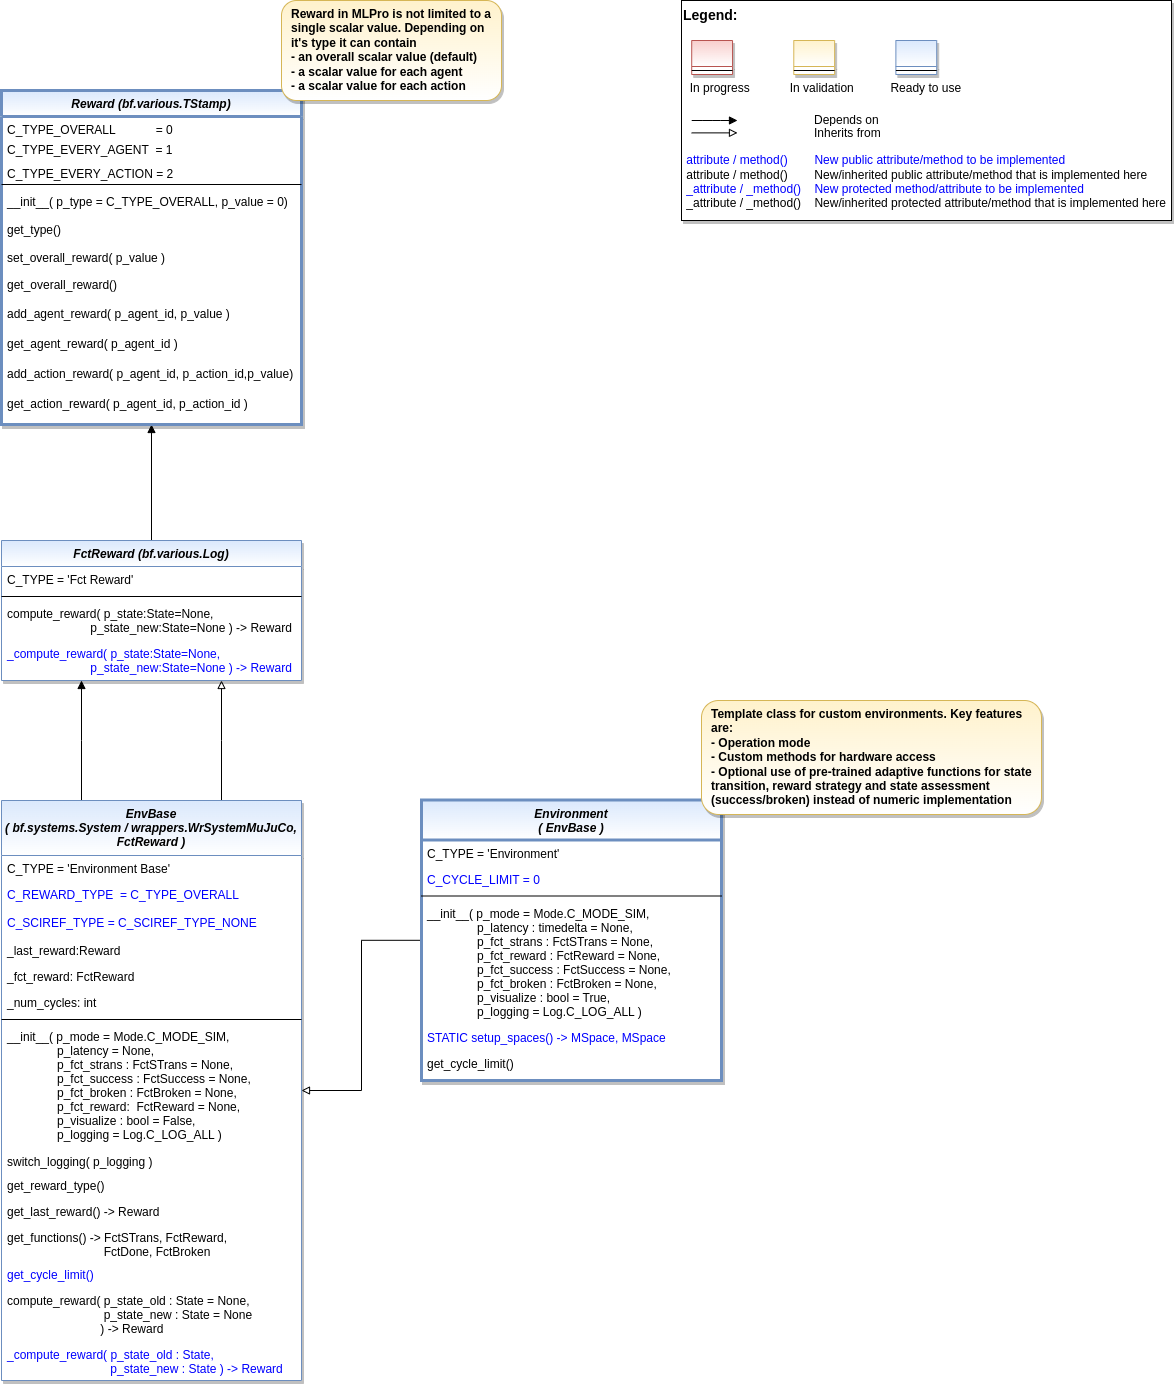 Reward in MLPro is not limited to a
single scalar value. Depending on
it's type it can contain
- an overall scalar value (default)
- a scalar value for each agent
- a scalar value for each action
Legend:
In progress
In validation
Ready to use
Depends on
Inherits from
attribute / method() New public attribute/method to be implemented
attribute / method() New/inherited public attribute/method that is implemented here
_attribute / _method() New protected method/attribute to be implemented
_attribute / _method() New/inherited protected attribute/method that is implemented here
Reward (bf.various.TStamp)
C_TYPE_OVERALL = 0
C_TYPE_EVERY_AGENT = 1
C_TYPE_EVERY_ACTION = 2
__init__( p_type = C_TYPE_OVERALL, p_value = 0)
get_type()
set_overall_reward( p_value )
get_overall_reward()
add_agent_reward( p_agent_id, p_value )
get_agent_reward( p_agent_id )
add_action_reward( p_agent_id, p_action_id,p_value)
get_action_reward( p_agent_id, p_action_id )
FctReward (bf.various.Log)
C_TYPE = 'Fct Reward'
compute_reward( p_state:State=None,
p_state_new:State=None ) -> Reward
_compute_reward( p_state:State=None,
p_state_new:State=None ) -> Reward
EnvBase
( bf.systems.System / wrappers.WrSystemMuJuCo,
FctReward )
C_TYPE = 'Environment Base'
C_REWARD_TYPE = C_TYPE_OVERALL
C_SCIREF_TYPE = C_SCIREF_TYPE_NONE
_last_reward:Reward
_fct_reward: FctReward
_num_cycles: int
__init__( p_mode = Mode.C_MODE_SIM,
p_latency = None,
p_fct_strans : FctSTrans = None,
p_fct_success : FctSuccess = None,
p_fct_broken : FctBroken = None,
p_fct_reward: FctReward = None,
p_visualize : bool = False,
p_logging = Log.C_LOG_ALL )
switch_logging( p_logging )
get_reward_type()
get_last_reward() -> Reward
get_functions() -> FctSTrans, FctReward,
FctDone, FctBroken
get_cycle_limit()
compute_reward( p_state_old : State = None,
p_state_new : State = None
) -> Reward
_compute_reward( p_state_old : State,
p_state_new : State ) -> Reward
Template class for custom environments. Key features
are:
- Operation mode
- Custom methods for hardware access
- Optional use of pre-trained adaptive functions for state
transition, reward strategy and state assessment
(success/broken) instead of numeric implementation
Environment
( EnvBase )
C_TYPE = 'Environment'
C_CYCLE_LIMIT = 0
__init__( p_mode = Mode.C_MODE_SIM,
p_latency : timedelta = None,
p_fct_strans : FctSTrans = None,
p_fct_reward : FctReward = None,
p_fct_success : FctSuccess = None,
p_fct_broken : FctBroken = None,
p_visualize : bool = True,
p_logging = Log.C_LOG_ALL )
STATIC setup_spaces() -> MSpace, MSpace
get_cycle_limit()